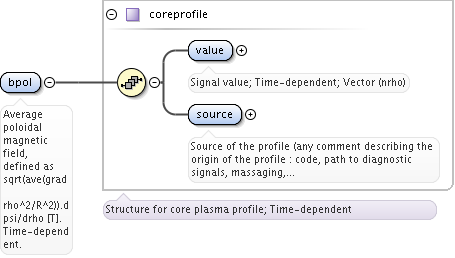 coreprofile
value
Signal value; Time-dependent; Vector (nrho)
bpol
source
Average
poloidal
magnetic
field,
defined as
sqrt(ave(grad
rho^2/R^2)).d
psi/drho [T].
Time-depend
ent.
Source of the profile (any comment describing the
origin of the profile : code, path to diagnostic
signals, massaging,...
Structure for core plasma profile; Time-dependent